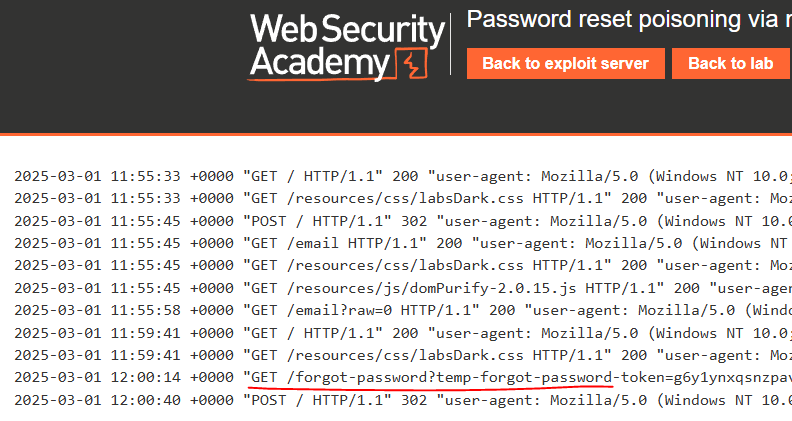 Web Security
Academy
Password reset poisoning via
Back to exploit server
Back to lab
2025-03-01 11:55:33 +0000 "GET / HTTP/1.1" 200 "user-agent: Mozilla/5.0 (Windows NT 10.0;
2025-03-01 11:55:33 +0000 "GET /resources/css/labsDark.css HTTP/1.1" 200 "user-agent:
2025-03-01 11:55:45 +0000 "POST / HTTP/1.1" 302 "user-agent: Mozilla/5.0 (Windows NT 10.0
2025-03-01 11:55:45 +0000 "GET /email HTTP/1.1" 200 "user-agent: Mozilla/5.0 (Windows NT
2025-03-01 11:55:45 +0000 "GET /resources/css/labsDark.css HTTP/1.1" 200 "user-agent:
2025-03-01 11:55:45 +0000 "GET /resources/js/domPurify-2.0.15.js HTTP/1.1" 200 "user-agen
2025-03-01 11:55:58 +0000 "GET /email?raw=0 HTTP/1.1" 200 "user-agent: Mozilla/5.0 (Windo
2025-03-01 11:59:41 +0000 "GET / HTTP/1.1" 200 "user-agent: Mozilla/5.0 (Windows NT 10.0;
2025-03-01 11:59:41 +0000 "GET /resources/css/labsDark.css HTTP/1.1" 200 "user-agent:
2025-03-01 12:00:14 +0000 "GET /forgot-password?temp-forgot-password-token=g6y1ynxqsnzpav
2025-03-01 12:00:40 +0000 "POST / HTTP/1.1" 302 "user-agent: Mozilla/5.0 (Windows NT 10.0